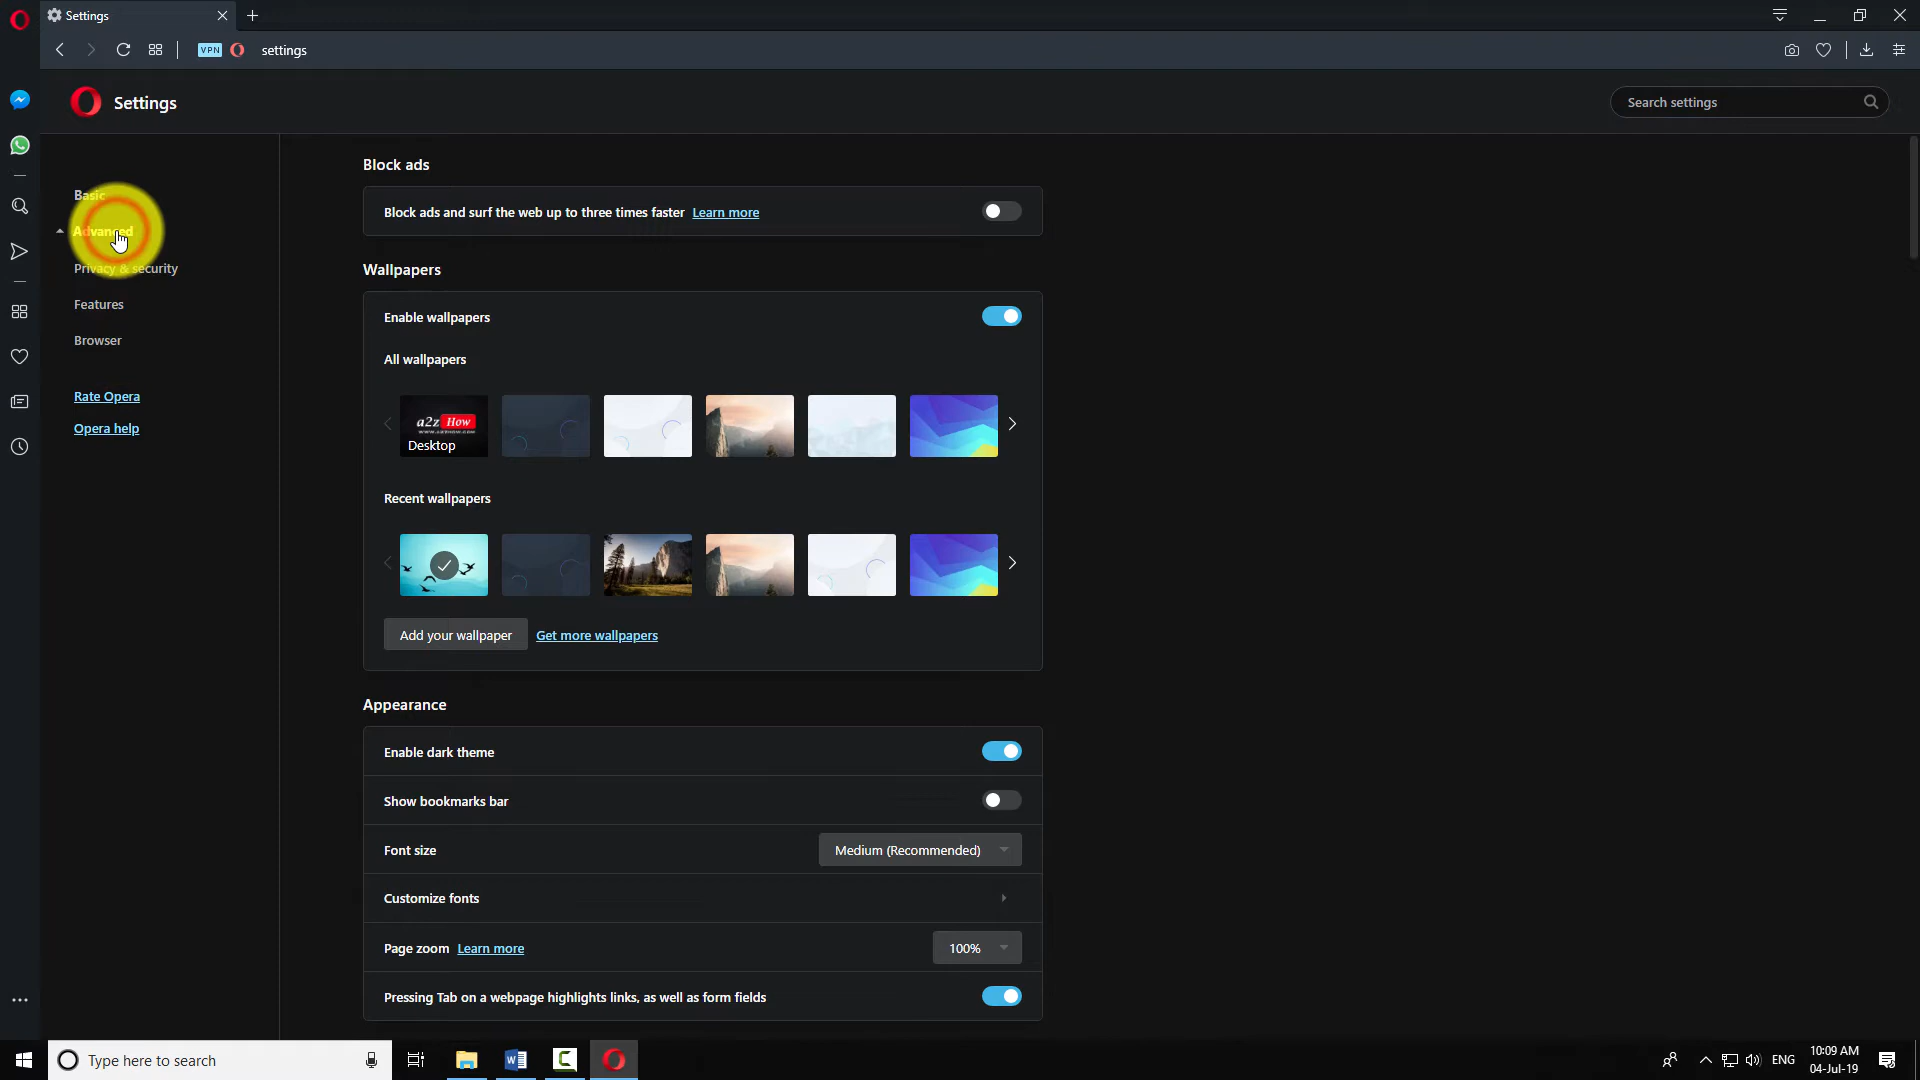 Settings
VPN
settings
Settings
Search settings
Basic
Advanced
Privacy & security
Features
Browser
Rate Opera
Opera help
Block ads
Block ads and surf the web up to three times faster Learn more
Wallpapers
Enable wallpapers
All wallpapers
a2z How
WWW.A2ZHOW.COM
Desktop
Recent wallpapers
Add your wallpaper Get more wallpapers
Appearance
Enable dark theme
Show bookmarks bar
Font size Medium (Recommended)
Customize fonts
Page zoom Learn more 100%
Pressing Tab on a webpage highlights links, as well as form fields
Type here to search
ENG
10:09 AM
04-Jul-19